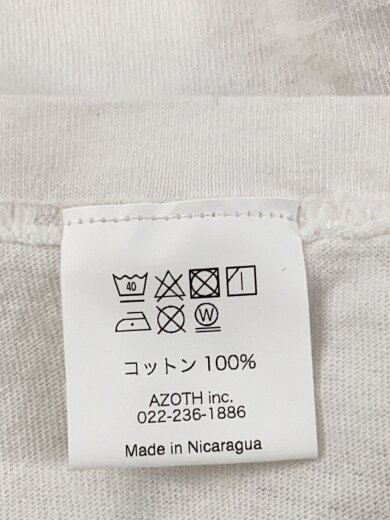 40
W
コットン 100%
AZOTH inc.
022-236-1886
Made in Nicaragua